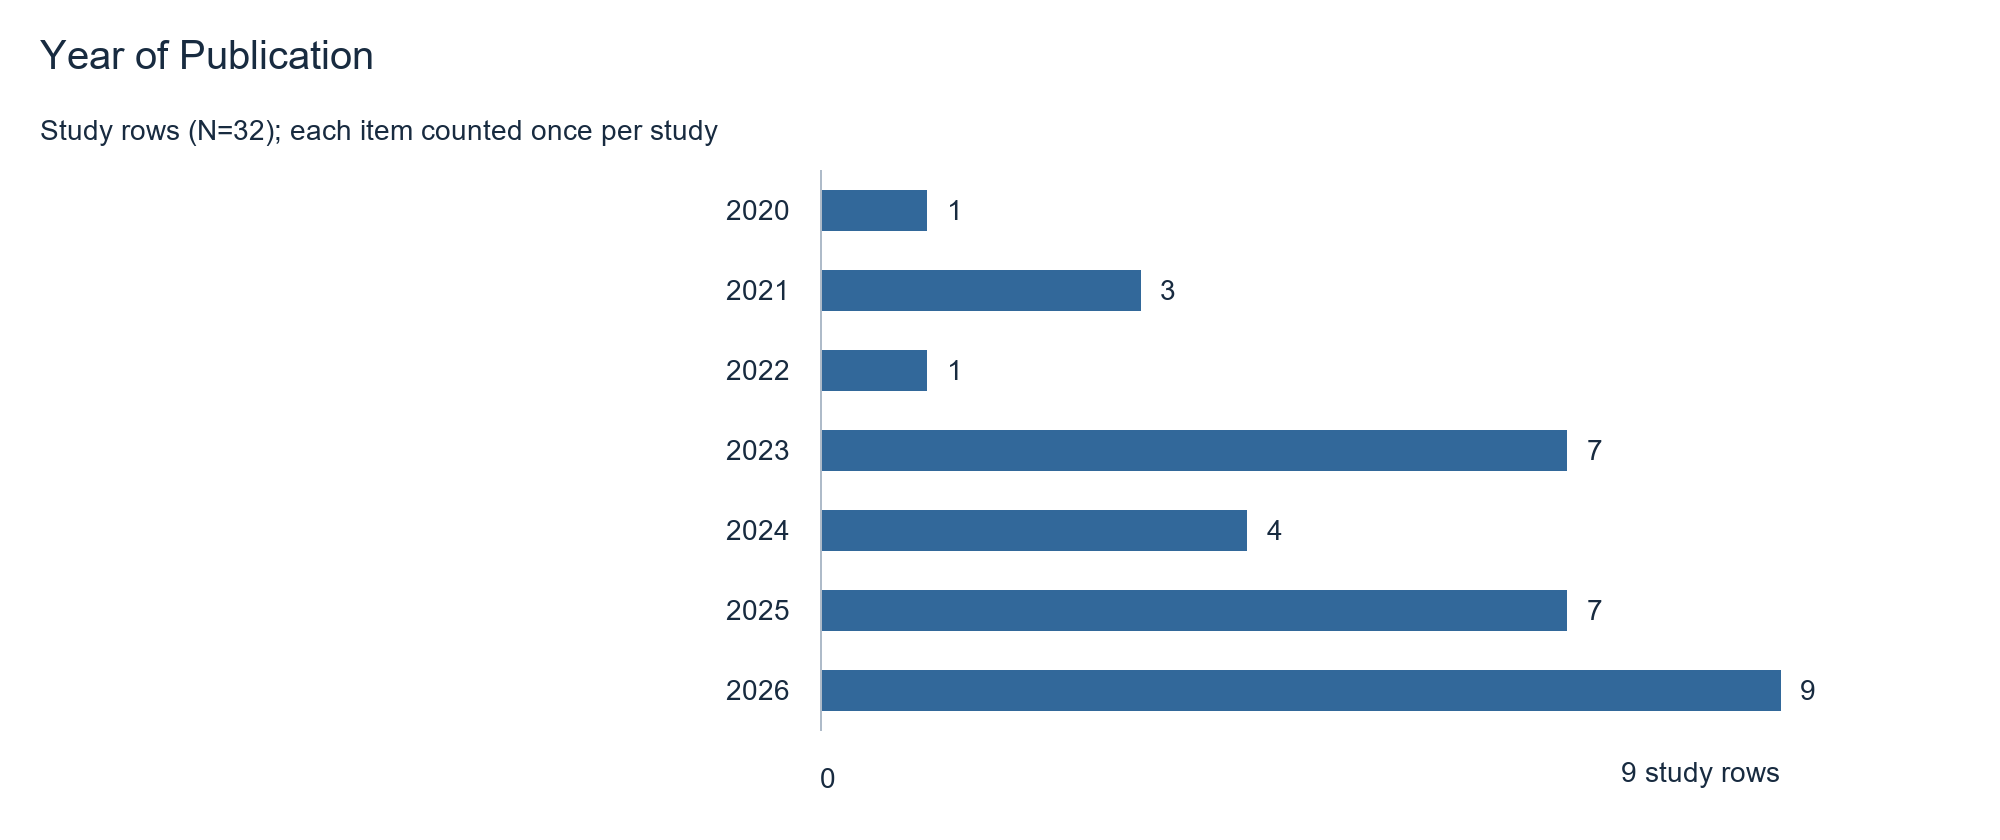 Year of Publication
Study rows (N=32); each item counted once per study
2020 1
2021 3
2022 1
2023 7
2024 4
2025 7
2026 9
0 9 study rows